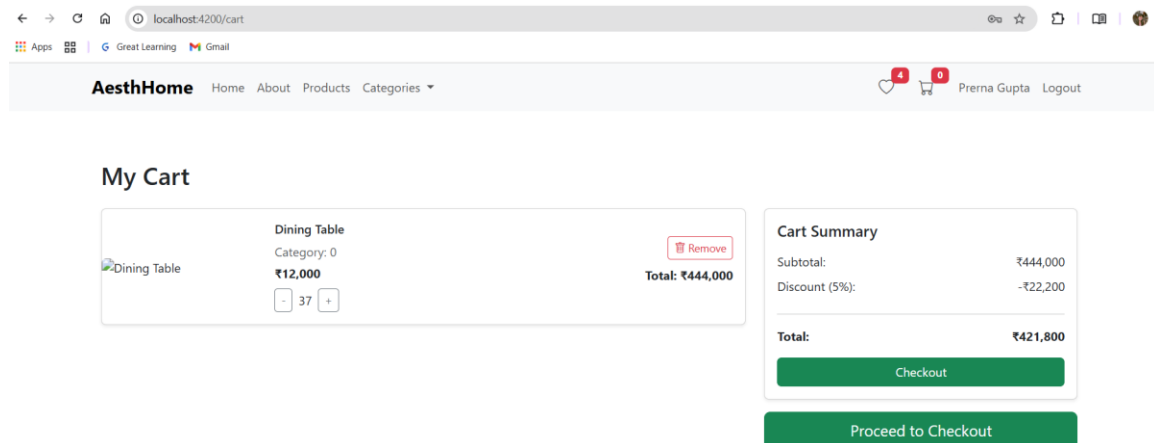 localhost:4200/cart
Apps Great Learning Gmail
AesthHome Home About Products Categories 4 0 Prerna Gupta Logout
My Cart
Dining Table
Dining Table
Category: 0
₹12,000
- 37 +
Remove
Total: ₹444,000
Cart Summary
Subtotal: ₹444,000
Discount (5%): -₹22,200
Total: ₹421,800
Checkout
Proceed to Checkout